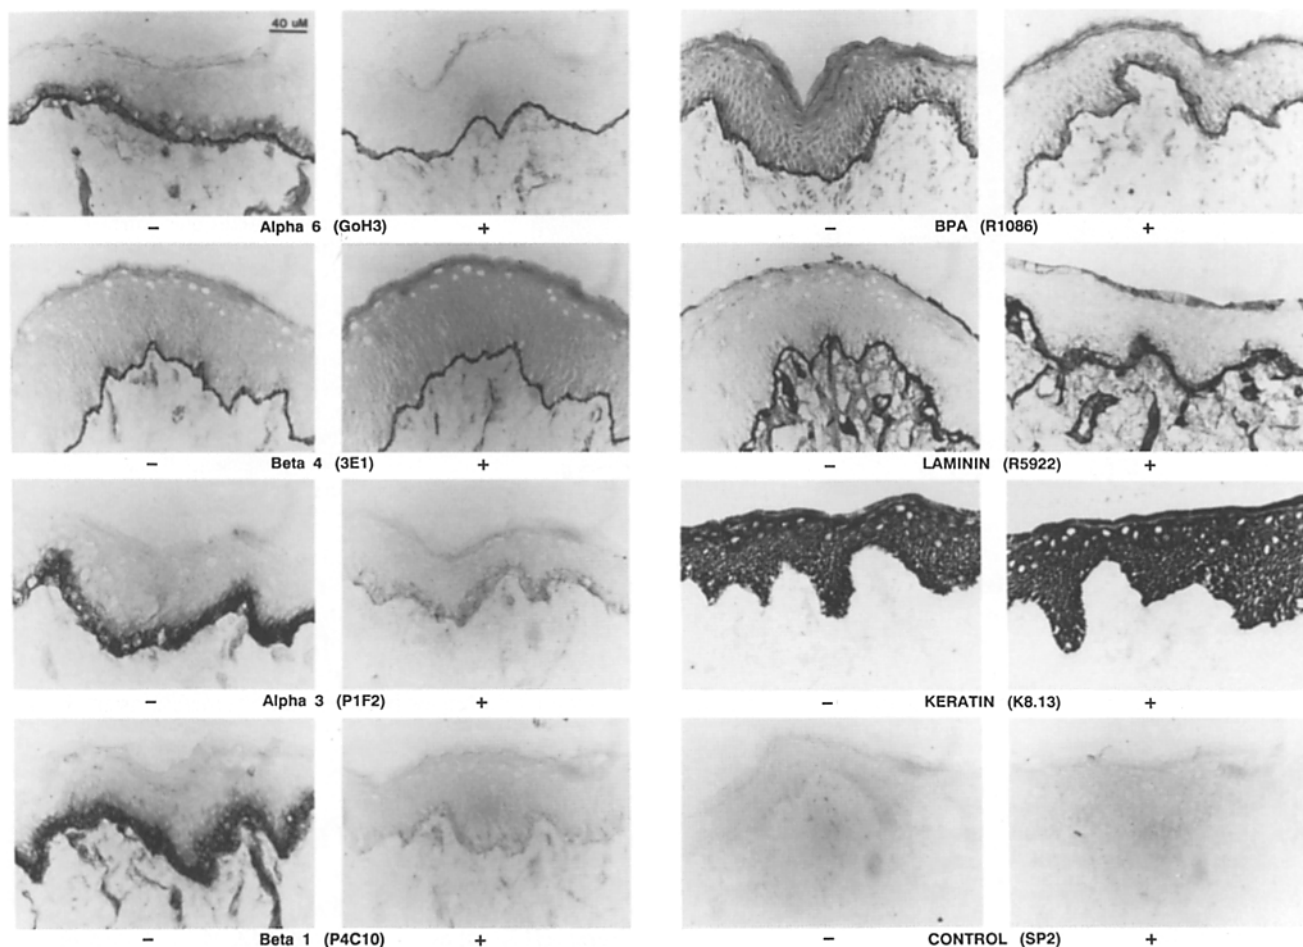 40 uM
− Alpha 6 (GoH3) +
− BPA (R1086) +
− Beta 4 (3E1) +
− LAMININ (R5922) +
− Alpha 3 (P1F2) +
− KERATIN (K8.13) +
− Beta 1 (P4C10) +
− CONTROL (SP2) +